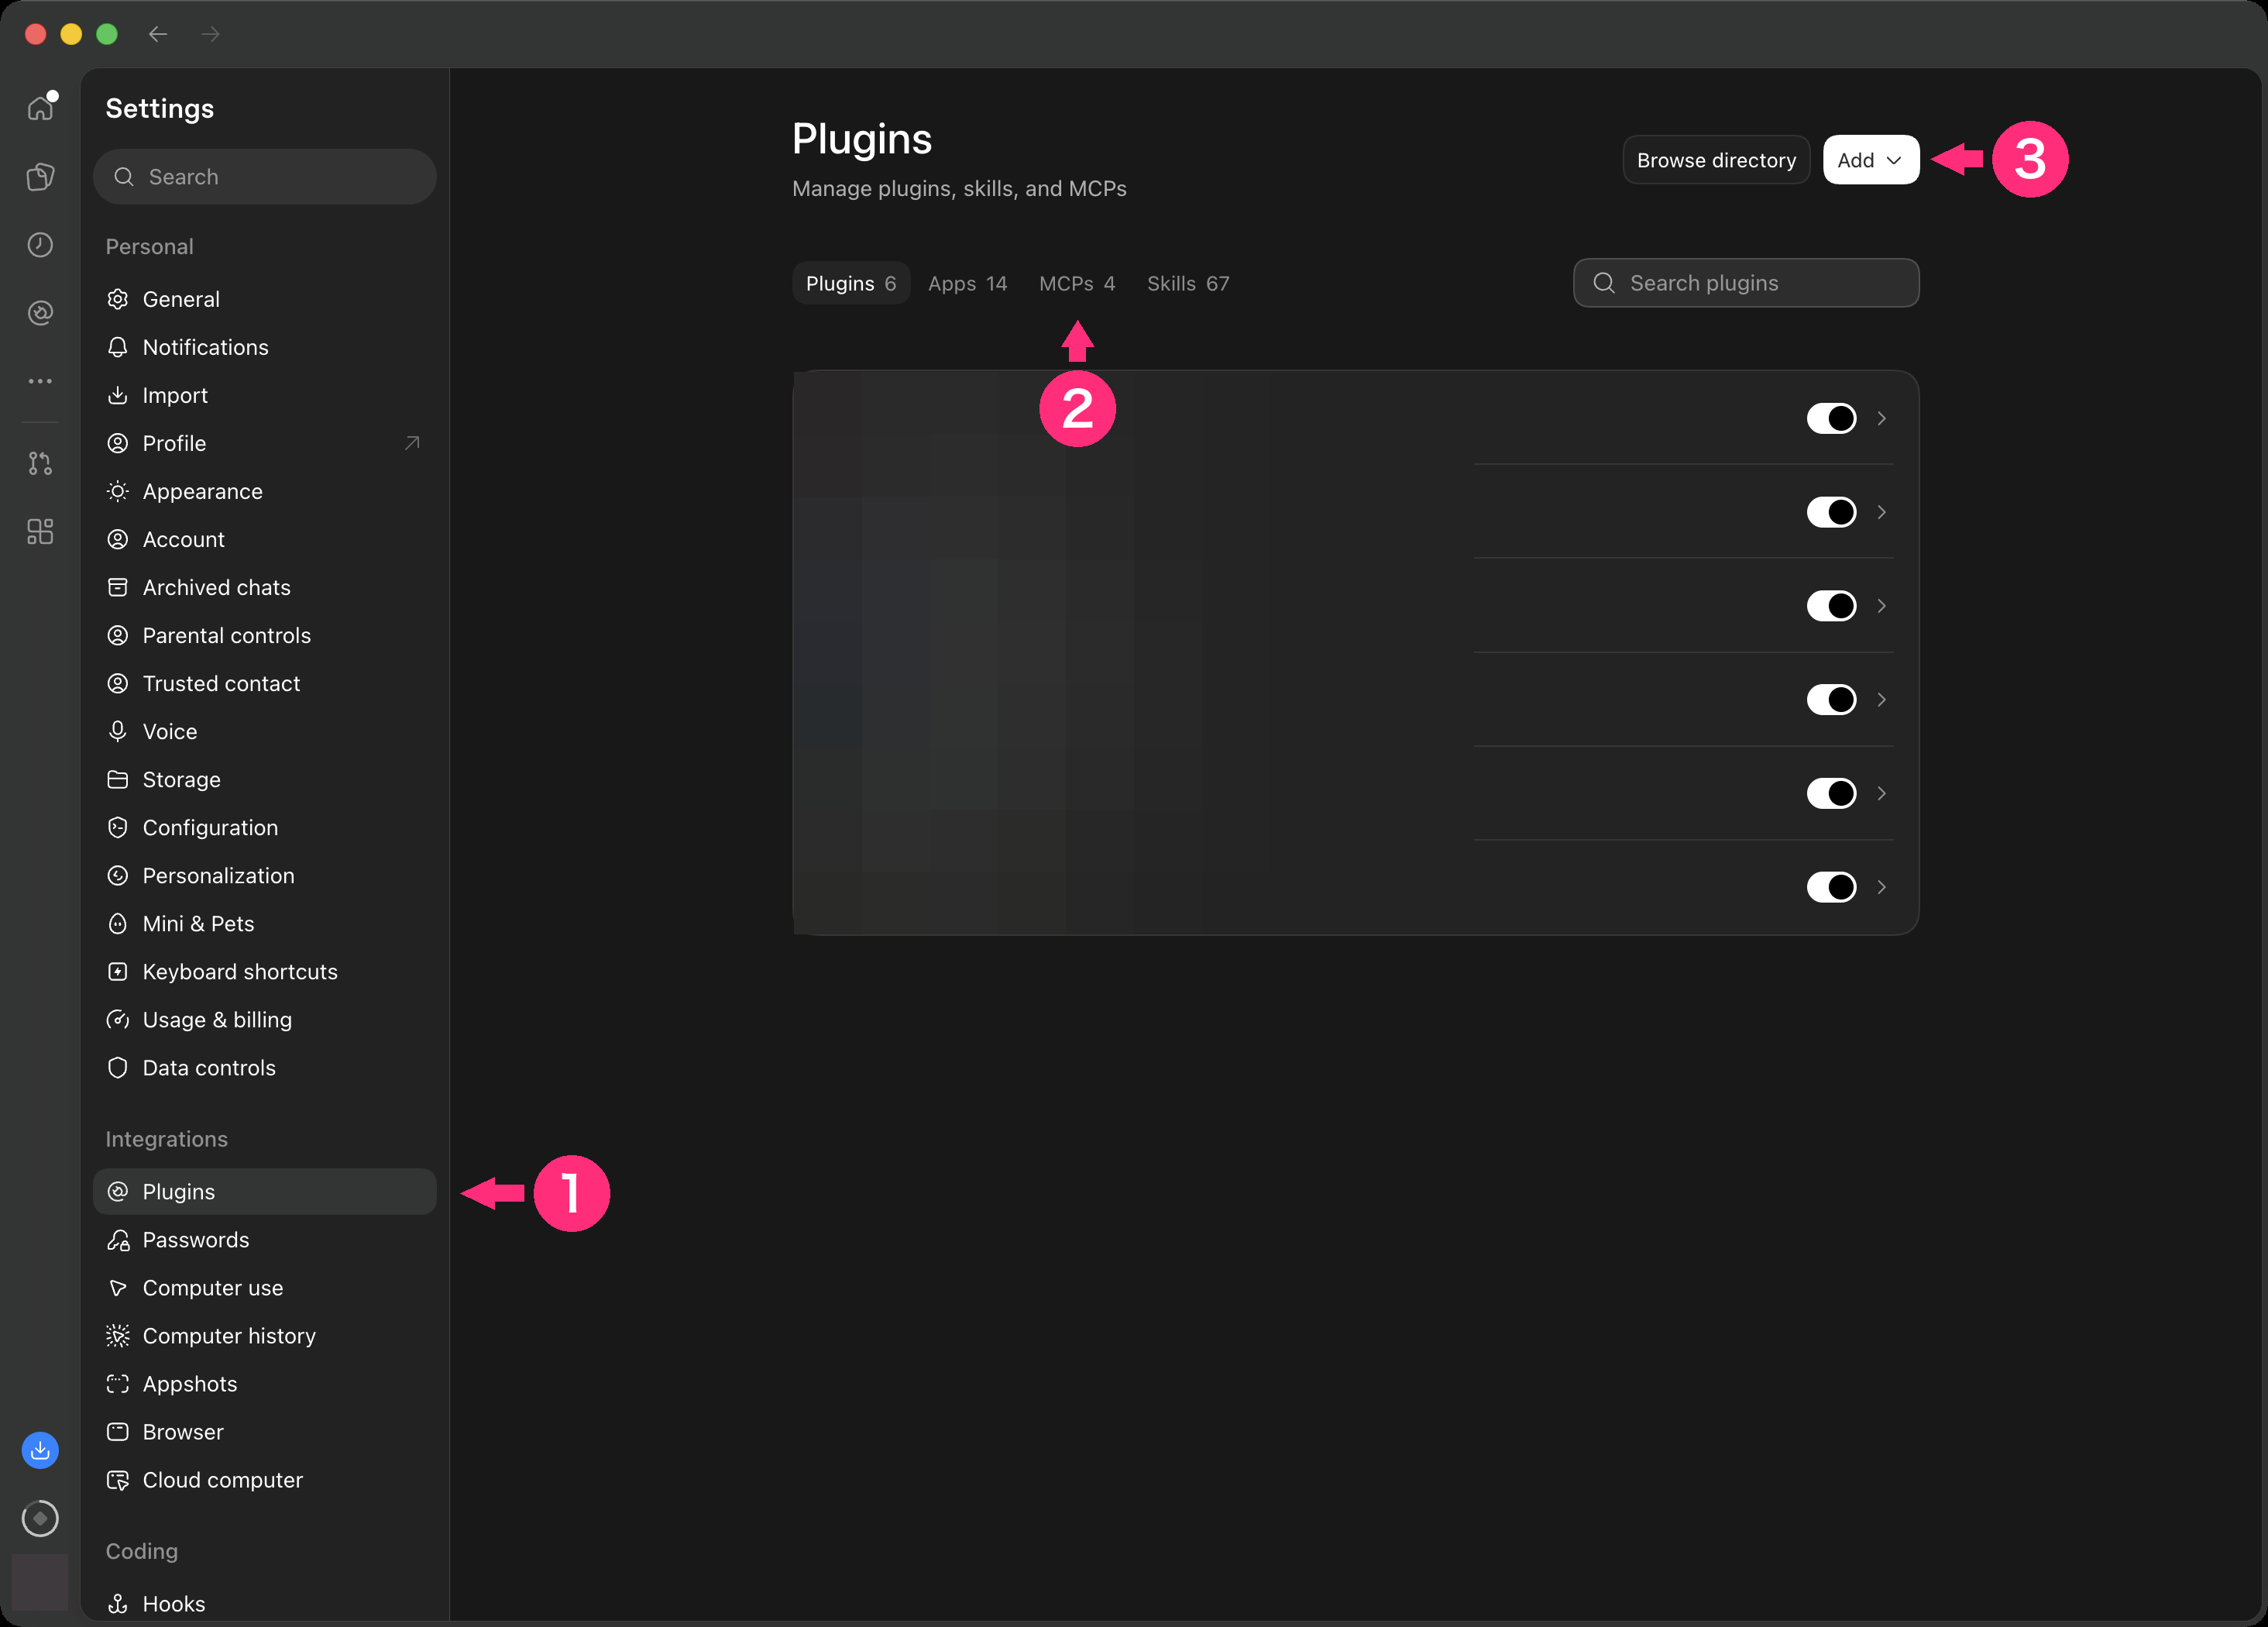 Settings
Search
Personal
General
Notifications
Import
Profile
Appearance
Account
Archived chats
Parental controls
Trusted contact
Voice
Storage
Configuration
Personalization
Mini & Pets
Keyboard shortcuts
Usage & billing
Data controls
Integrations
Plugins
Passwords
Computer use
Computer history
Appshots
Browser
Cloud computer
Coding
Hooks
1
Plugins
Manage plugins, skills, and MCPs
Browse directory
Add
3
Plugins 6
Apps 14
MCPs 4
Skills 67
Search plugins
2